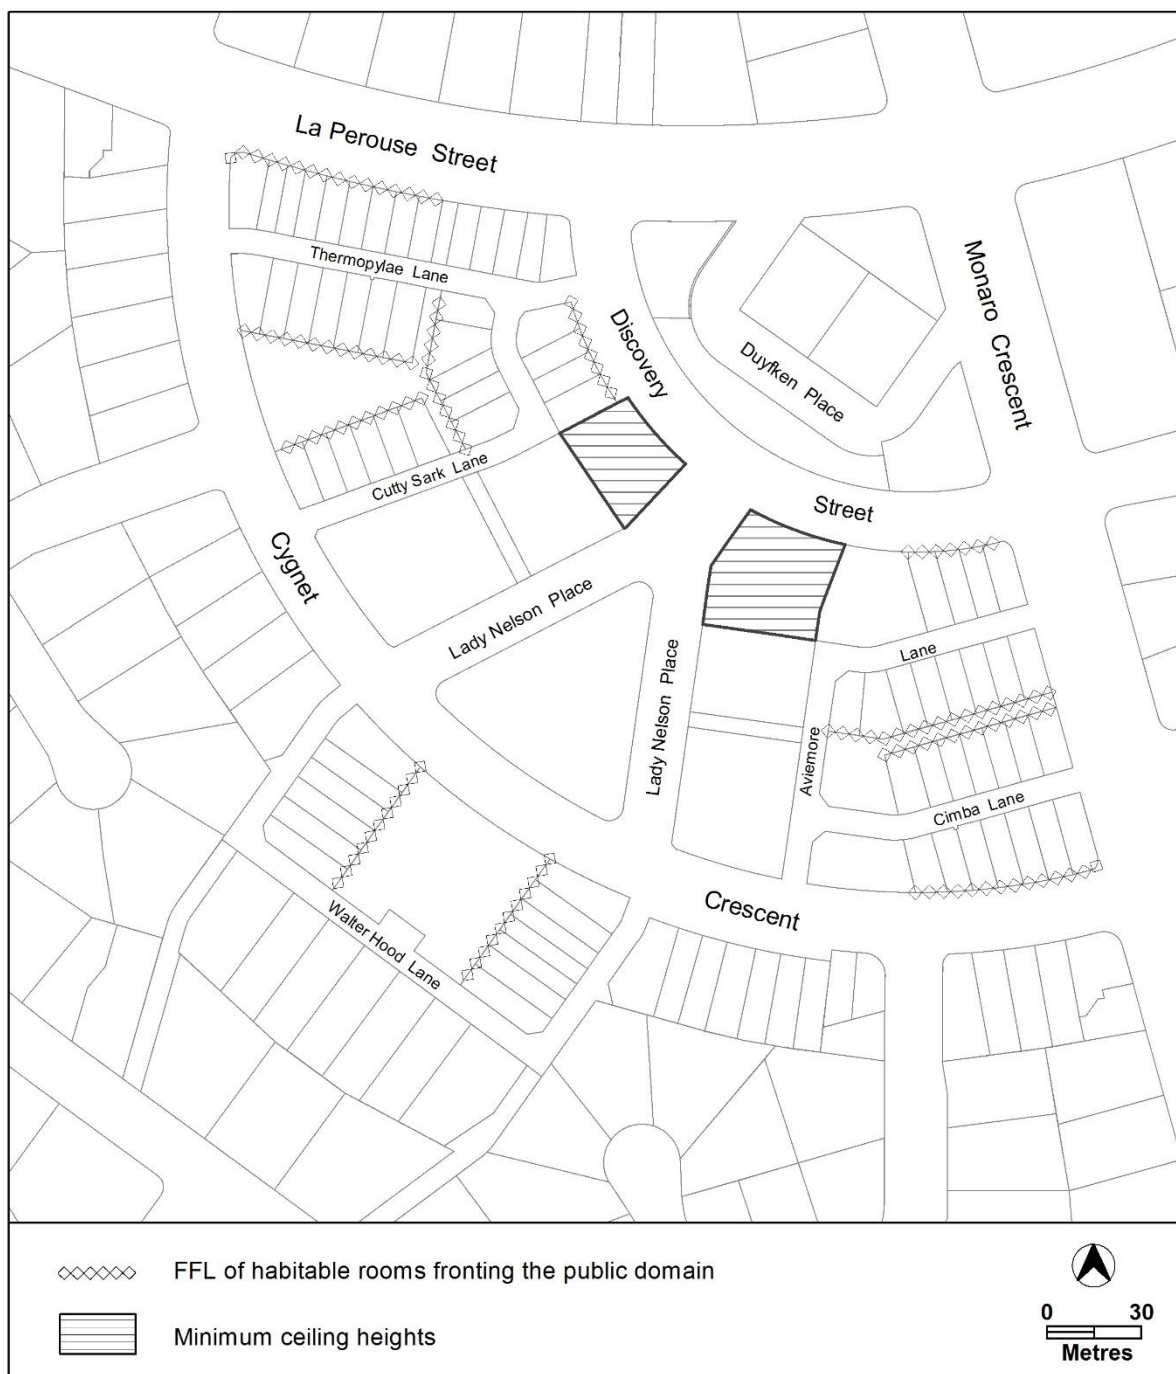 La Perouse Street
Thermopylae Lane
Discovery
Monaro Crescent
Duyfken Place
Cutty Sark Lane
Street
Cygnet
Lady Nelson Place
Lane
Lady Nelson Place
Aviemore
Cimba Lane
Walter Hood Lane
Crescent
FFL of habitable rooms fronting the public domain
Minimum ceiling heights
0 30
Metres